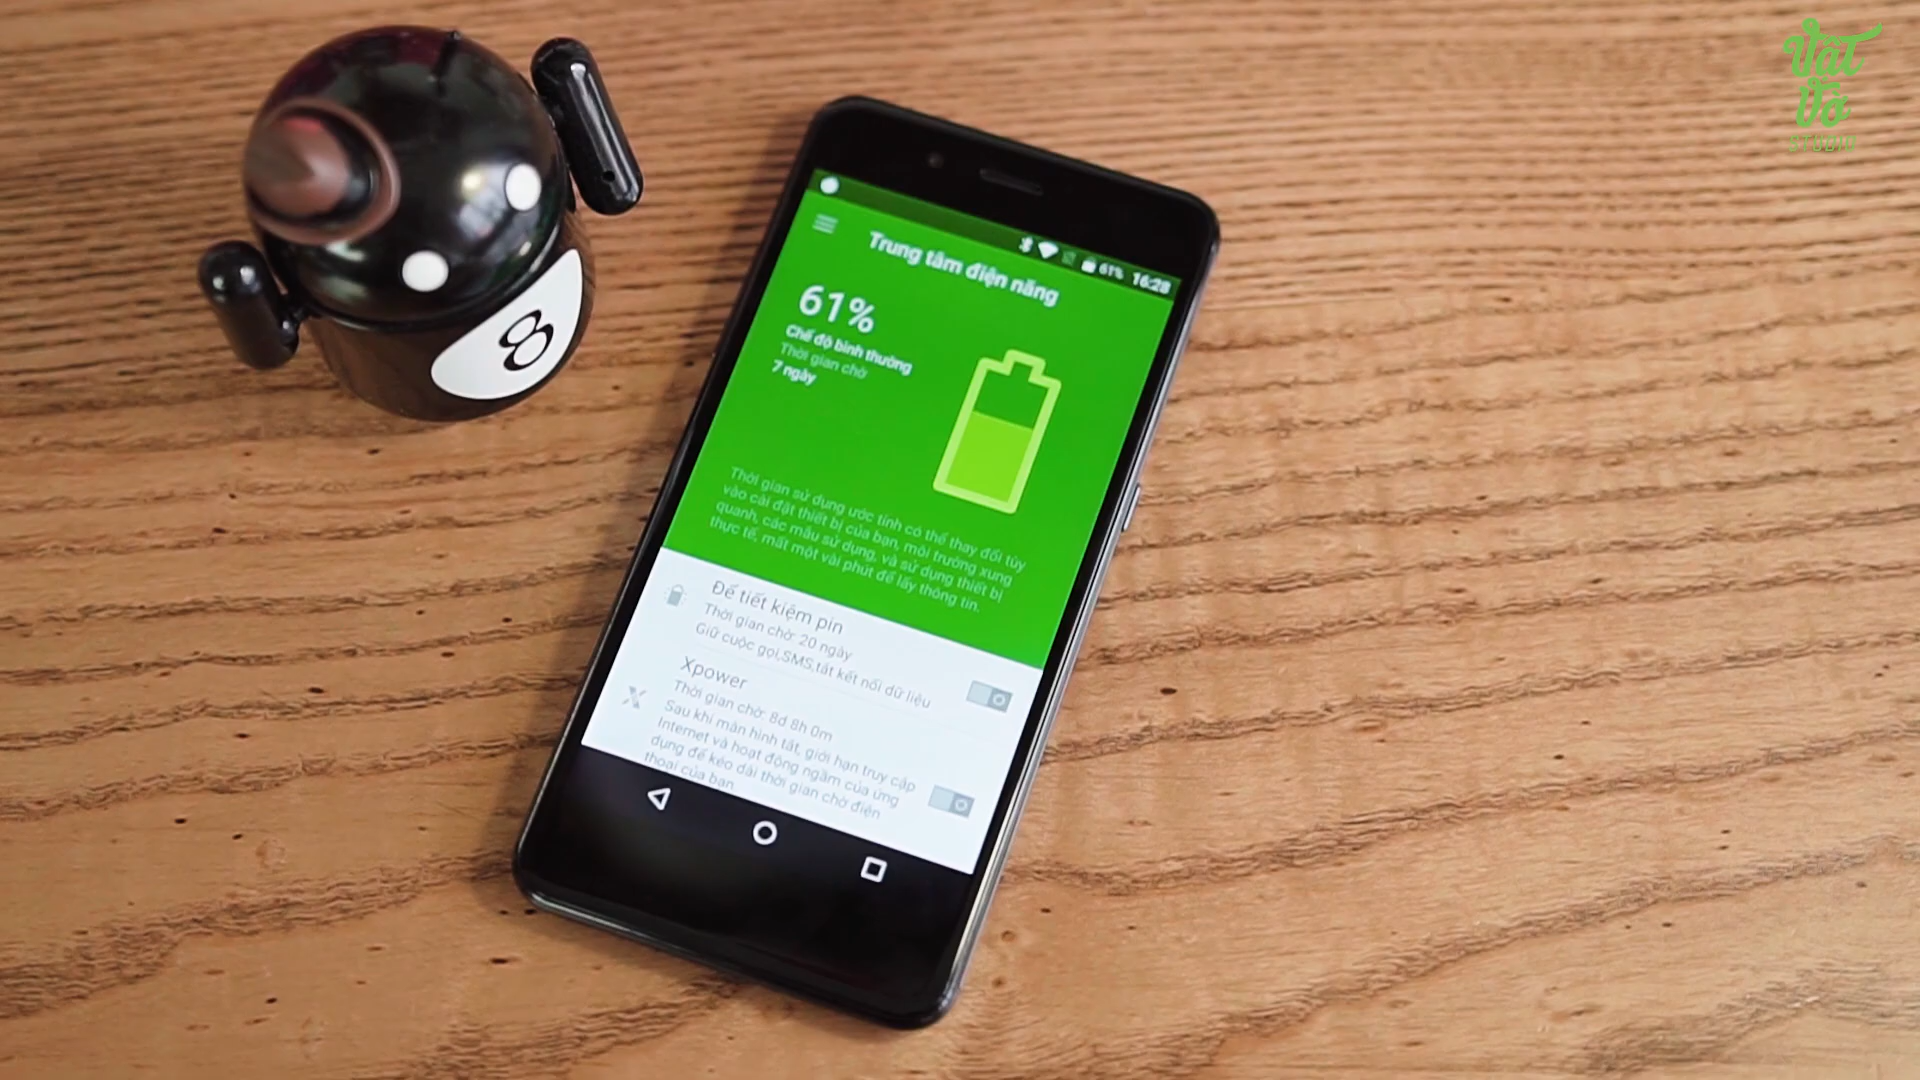 Vật
Vờ
STUDIO
8
61% 16:28
Trung tâm điện năng
61%
Chế độ bình thường
Thời gian chờ
7 ngày
Thời gian sử dụng ước tính có thể thay đổi tùy
vào cài đặt thiết bị của bạn, môi trường xung
quanh, các mẫu sử dụng, và sử dụng thiết bị
thực tế, mất một vài phút để lấy thông tin.
Để tiết kiệm pin
Thời gian chờ: 20 ngày
Giữ cuộc gọi,SMS,tắt kết nối dữ liệu
Xpower
Thời gian chờ: 8d 8h 0m
Sau khi màn hình tắt, giới hạn truy cập
Internet và hoạt động ngầm của ứng
dụng để kéo dài thời gian chờ điện
thoại của bạn.